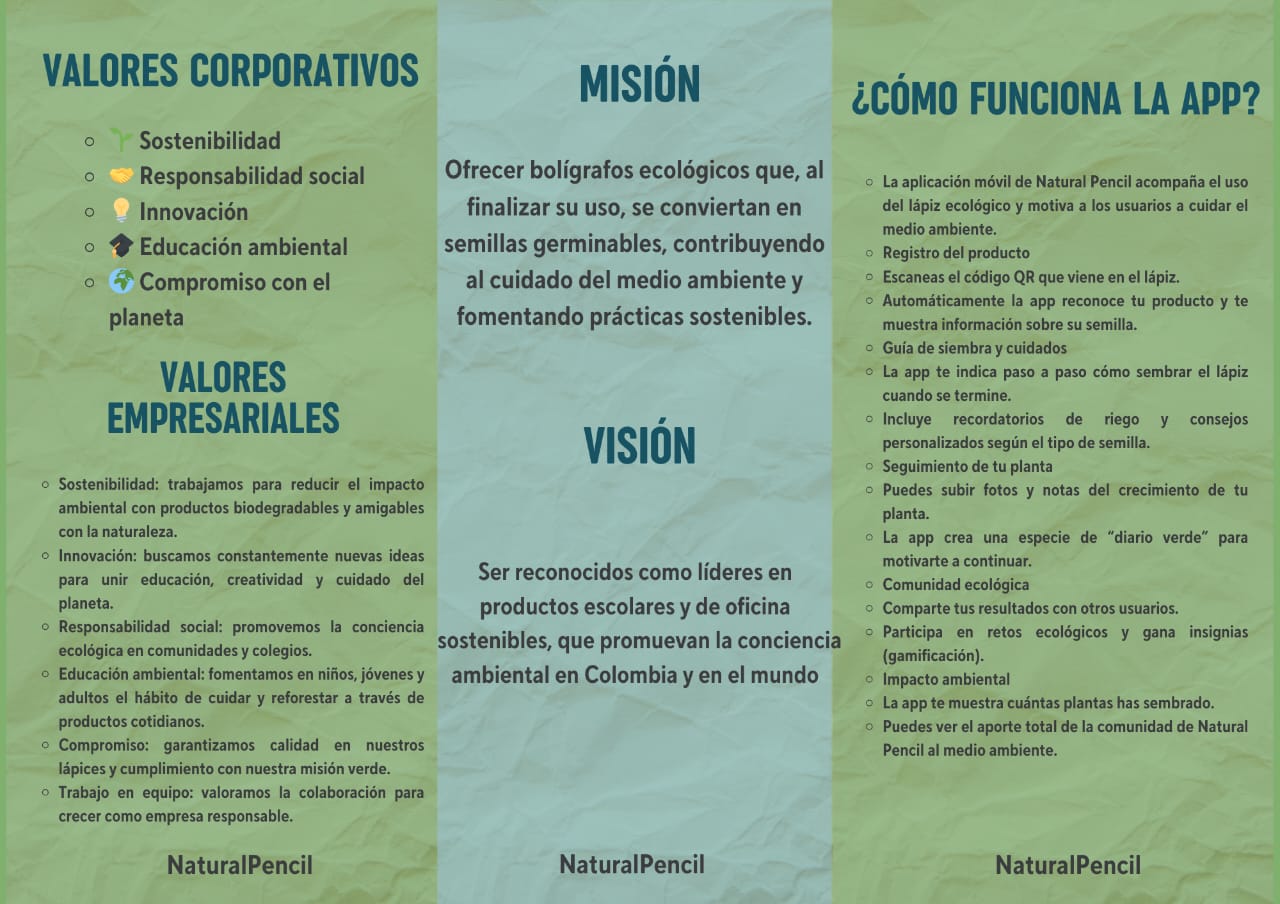 VALORES CORPORATIVOS
🌱 Sostenibilidad
🤝 Responsabilidad social
💡 Innovación
🎓 Educación ambiental
🌍 Compromiso con el
planeta
VALORES
EMPRESARIALES
Sostenibilidad: trabajamos para reducir el impacto
ambiental con productos biodegradables y amigables
con la naturaleza.
Innovación: buscamos constantemente nuevas ideas
para unir educación, creatividad y cuidado del
planeta.
Responsabilidad social: promovemos la conciencia
ecológica en comunidades y colegios.
Educación ambiental: fomentamos en niños, jóvenes y
adultos el hábito de cuidar y reforestar a través de
productos cotidianos.
Compromiso: garantizamos calidad en nuestros
lápices y cumplimiento con nuestra misión verde.
Trabajo en equipo: valoramos la colaboración para
crecer como empresa responsable.
NaturalPencil
MISIÓN
Ofrecer bolígrafos ecológicos que, al
finalizar su uso, se conviertan en
semillas germinables, contribuyendo
al cuidado del medio ambiente y
fomentando prácticas sostenibles.
VISIÓN
Ser reconocidos como líderes en
productos escolares y de oficina
sostenibles, que promuevan la conciencia
ambiental en Colombia y en el mundo
NaturalPencil
¿CÓMO FUNCIONA LA APP?
La aplicación móvil de Natural Pencil acompaña el uso
del lápiz ecológico y motiva a los usuarios a cuidar el
medio ambiente.
Registro del producto
Escaneas el código QR que viene en el lápiz.
Automáticamente la app reconoce tu producto y te
muestra información sobre su semilla.
Guía de siembra y cuidados
La app te indica paso a paso cómo sembrar el lápiz
cuando se termine.
Incluye recordatorios de riego y consejos
personalizados según el tipo de semilla.
Seguimiento de tu planta
Puedes subir fotos y notas del crecimiento de tu
planta.
La app crea una especie de “diario verde” para
motivarte a continuar.
Comunidad ecológica
Comparte tus resultados con otros usuarios.
Participa en retos ecológicos y gana insignias
(gamificación).
Impacto ambiental
La app te muestra cuántas plantas has sembrado.
Puedes ver el aporte total de la comunidad de Natural
Pencil al medio ambiente.
NaturalPencil